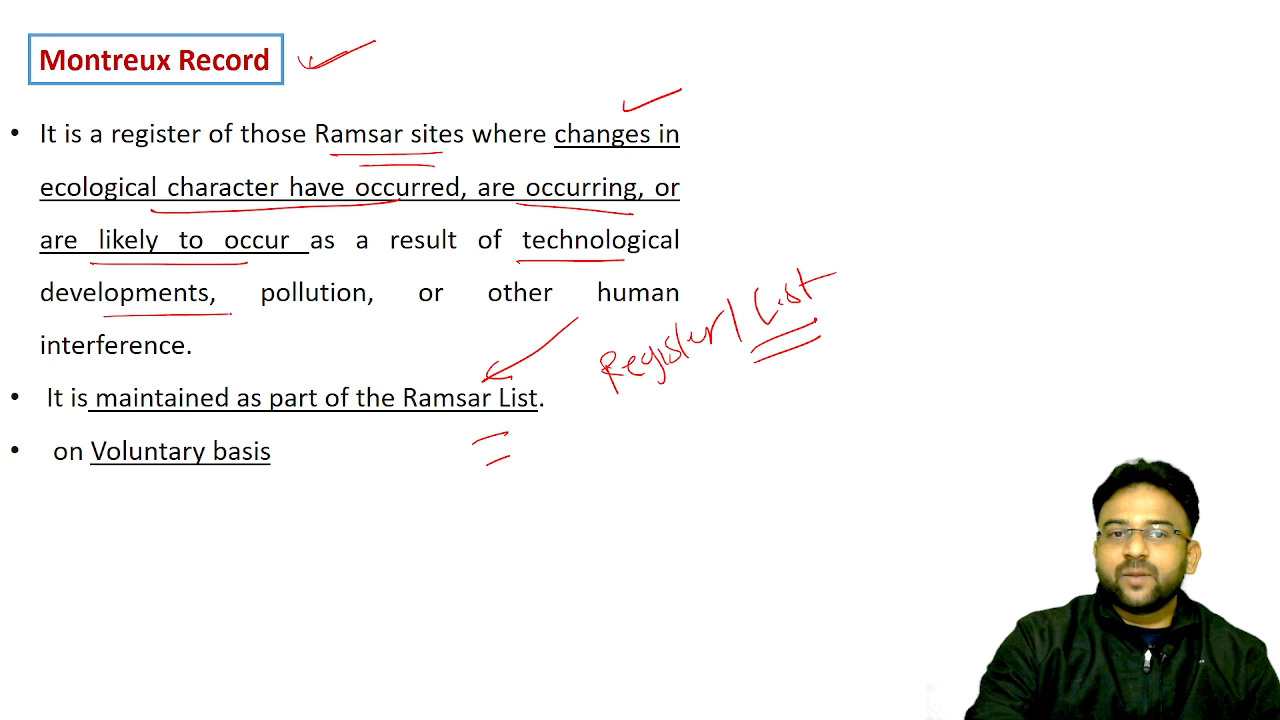 Montreux Record
• It is a register of those Ramsar sites where changes in
ecological character have occurred, are occurring, or
are likely to occur as a result of technological
developments, pollution, or other human
interference.
Register/ List
• It is maintained as part of the Ramsar List.
• on Voluntary basis